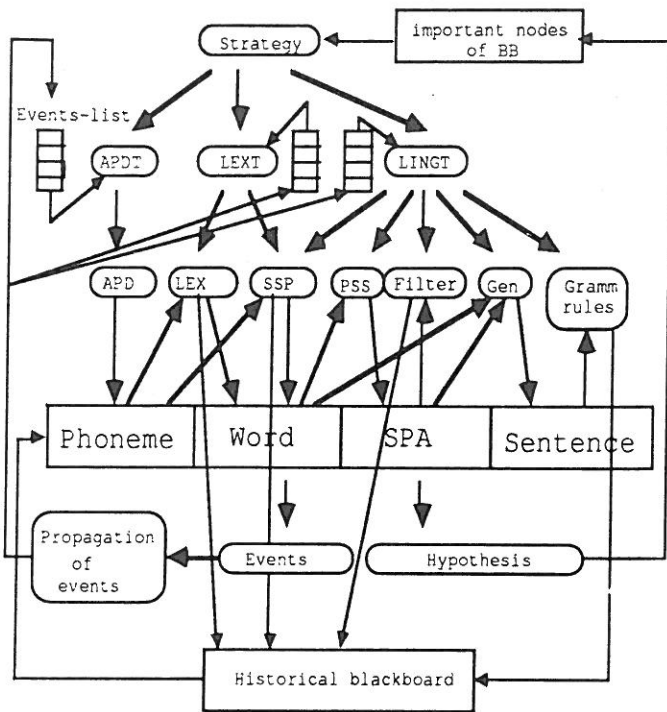 Strategy
important nodes
of BB
Events-list
APDT
LEXT
LINGT
APD
LEX
SSP
PSS
Filter
Gen
Gramm
rules
Phoneme
Word
SPA
Sentence
Propagation
of
events
Events
Hypothesis
Historical blackboard